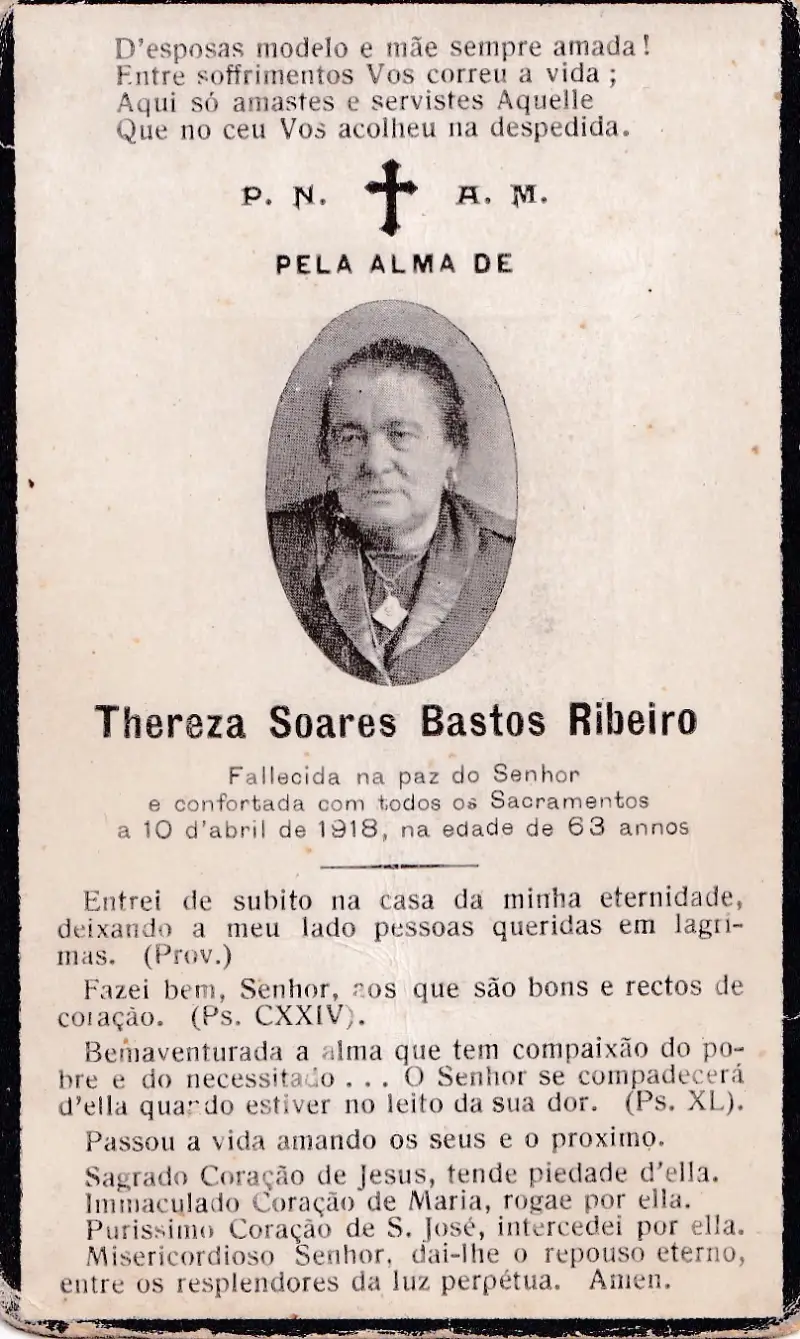 D'esposas modelo e mãe sempre amada!
Entre soffrimentos Vos correu a vida;
Aqui só amastes e servistes Aquelle
Que no ceu Vos acolheu na despedida.
P. N. A. M.
PELA ALMA DE
Thereza Soares Bastos Ribeiro
Fallecida na paz do Senhor
e confortada com todos os Sacramentos
a 10 d'abril de 1918, na edade de 63 annos
Entrei de subito na casa da minha eternidade,
deixando a meu lado pessoas queridas em lagri-
mas. (Prov.)
Fazei bem, Senhor, aos que são bons e rectos de
coração. (Ps. CXXIV).
Bemaventurada a alma que tem compaixão do po-
bre e do necessitado... O Senhor se compadecerá
d'ella quando estiver no leito da sua dor. (Ps. XL).
Passou a vida amando os seus e o proximo.
Sagrado Coração de Jesus, tende piedade d'ella.
Immaculado Coração de Maria, rogae por ella.
Purissimo Coração de S. José, intercedei por ella.
Misericordioso Senhor, dai-lhe o repouso eterno,
entre os resplendores da luz perpétua. Amen.